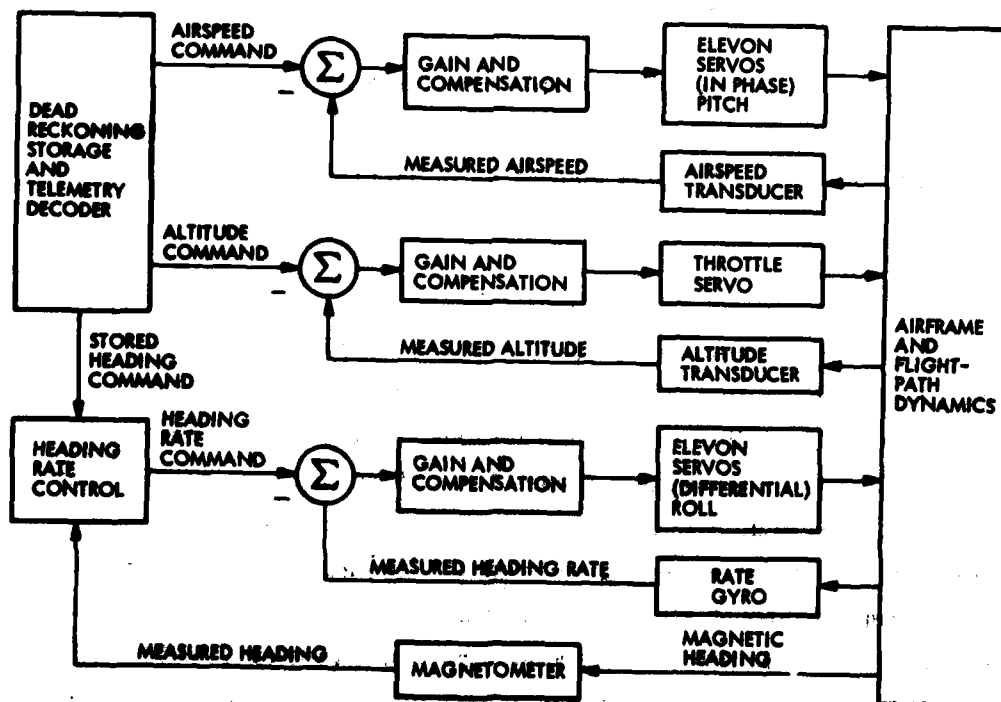 DEAD
RECKONING
STORAGE
AND
TELEMETRY
DECODER
AIRSPEED
COMMAND
Σ
−
GAIN AND
COMPENSATION
ELEVON
SERVOS
(IN PHASE)
PITCH
MEASURED AIRSPEED
AIRSPEED
TRANSDUCER
ALTITUDE
COMMAND
Σ
−
GAIN AND
COMPENSATION
THROTTLE
SERVO
MEASURED ALTITUDE
ALTITUDE
TRANSDUCER
AIRFRAME
AND
FLIGHT-
PATH
DYNAMICS
STORED
HEADING
COMMAND
HEADING
RATE
CONTROL
HEADING
RATE
COMMAND
Σ
−
GAIN AND
COMPENSATION
ELEVON
SERVOS
(DIFFERENTIAL)
ROLL
MEASURED HEADING RATE
RATE
GYRO
MEASURED HEADING
MAGNETOMETER
MAGNETIC
HEADING